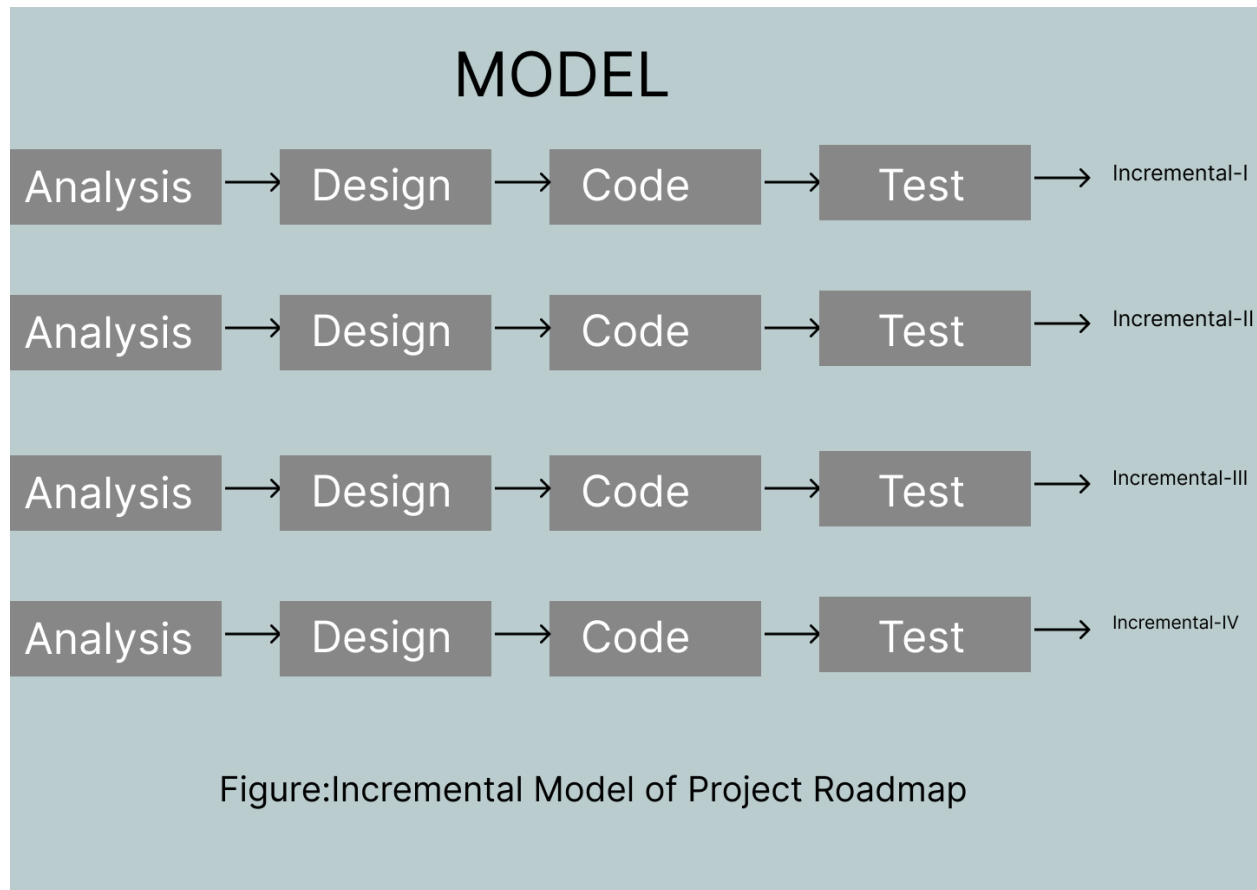 MODEL
Analysis Design Code Test Incremental-I
Analysis Design Code Test Incremental-II
Analysis Design Code Test Incremental-III
Analysis Design Code Test Incremental-IV
Figure:Incremental Model of Project Roadmap